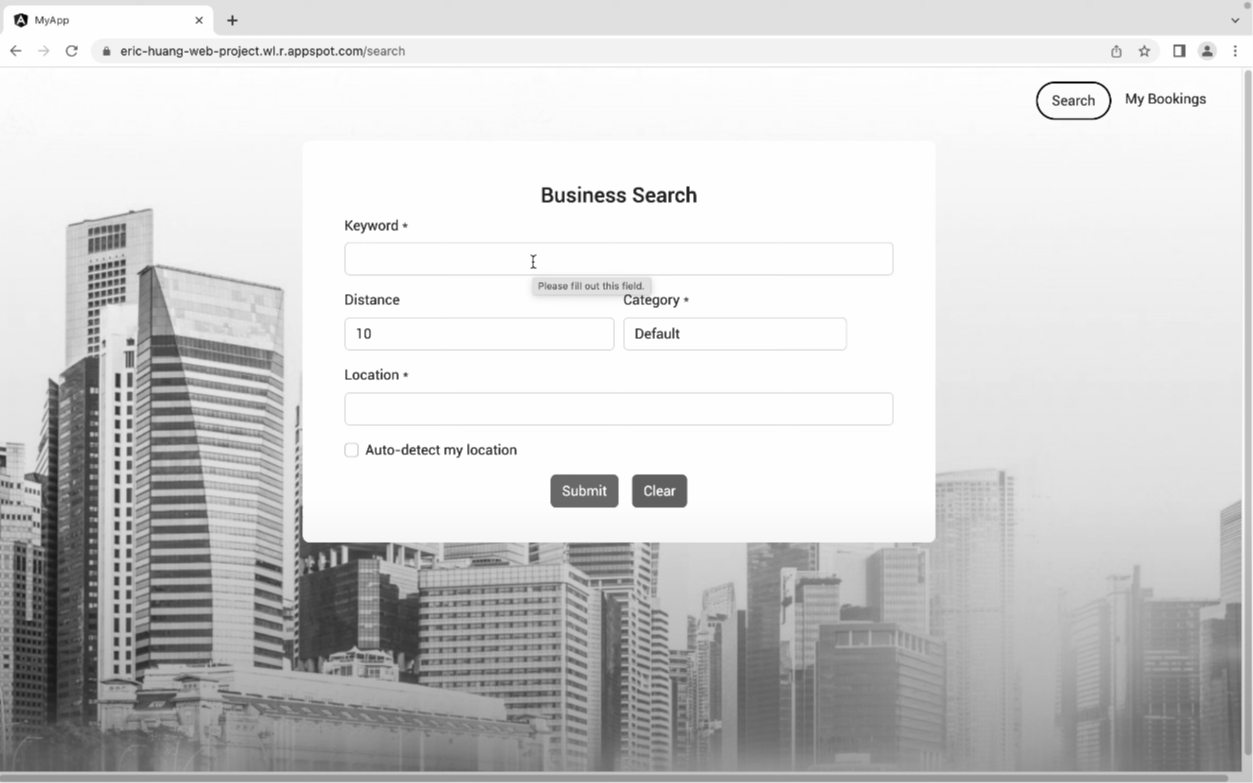 MyApp
eric-huang-web-project.wl.r.appspot.com/search
Search My Bookings
Business Search
Keyword *
Please fill out this field.
Distance Category *
10 Default
Location *
Auto-detect my location
Submit Clear